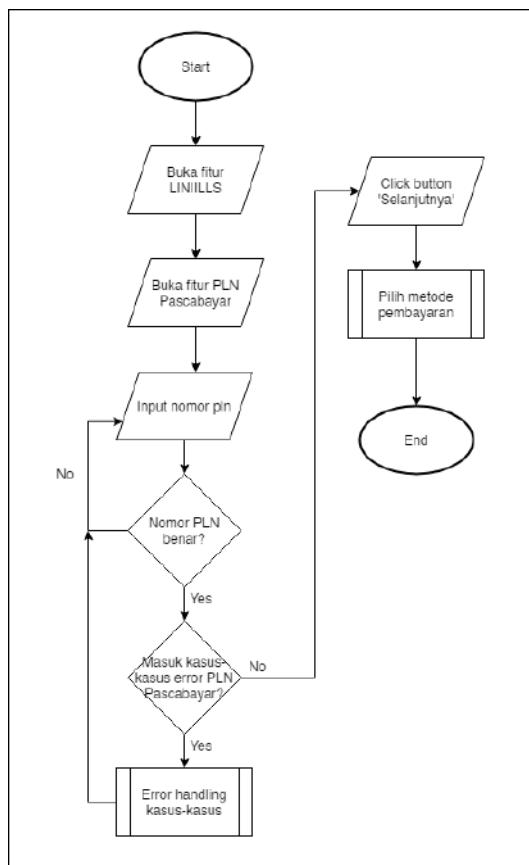 Start
Buka fitur
LINIILLS
Buka fitur PLN
Pascabayar
Input nomor pln
No
Nomor PLN
benar?
Yes
Masuk kasus-
kasus error PLN
Pascabayar?
No
Yes
Error handling
kasus-kasus
Click button
'Selanjutnya'
Pilih metode
pembayaran
End